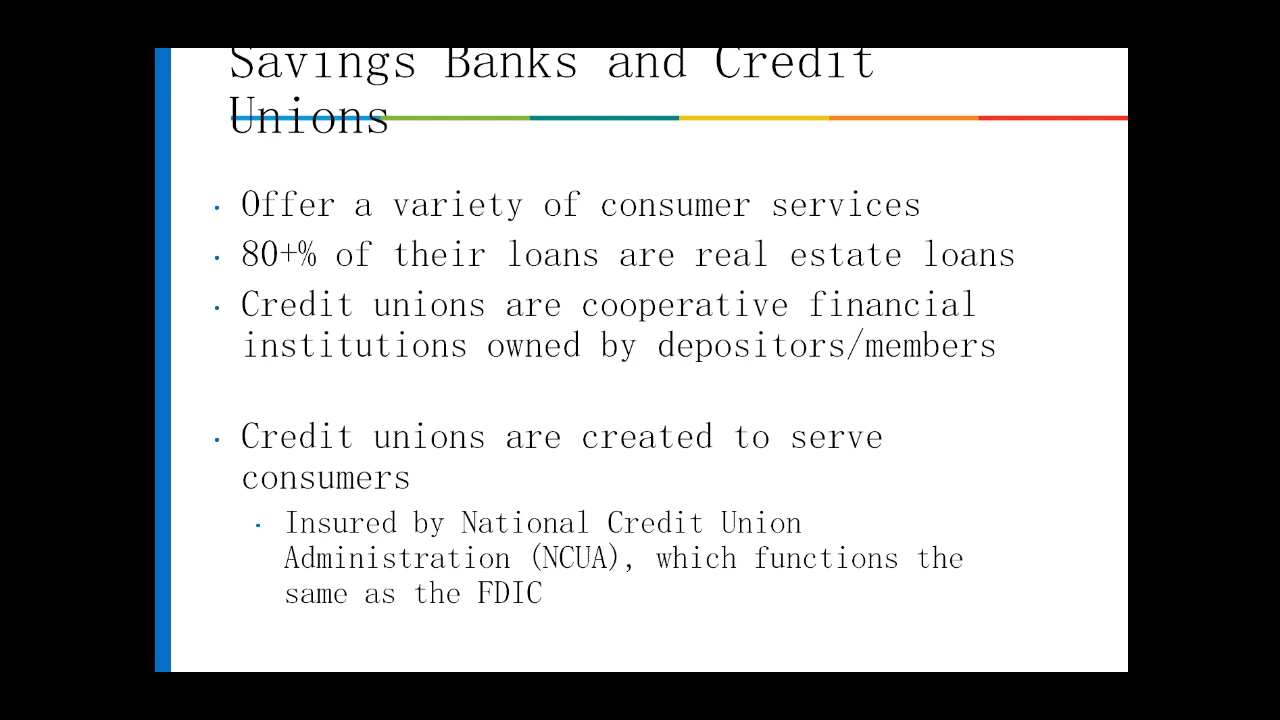 Savings Banks and Credit
Unions
· Offer a variety of consumer services
· 80+% of their loans are real estate loans
· Credit unions are cooperative financial
institutions owned by depositors/members
· Credit unions are created to serve
consumers
· Insured by National Credit Union
Administration (NCUA), which functions the
same as the FDIC